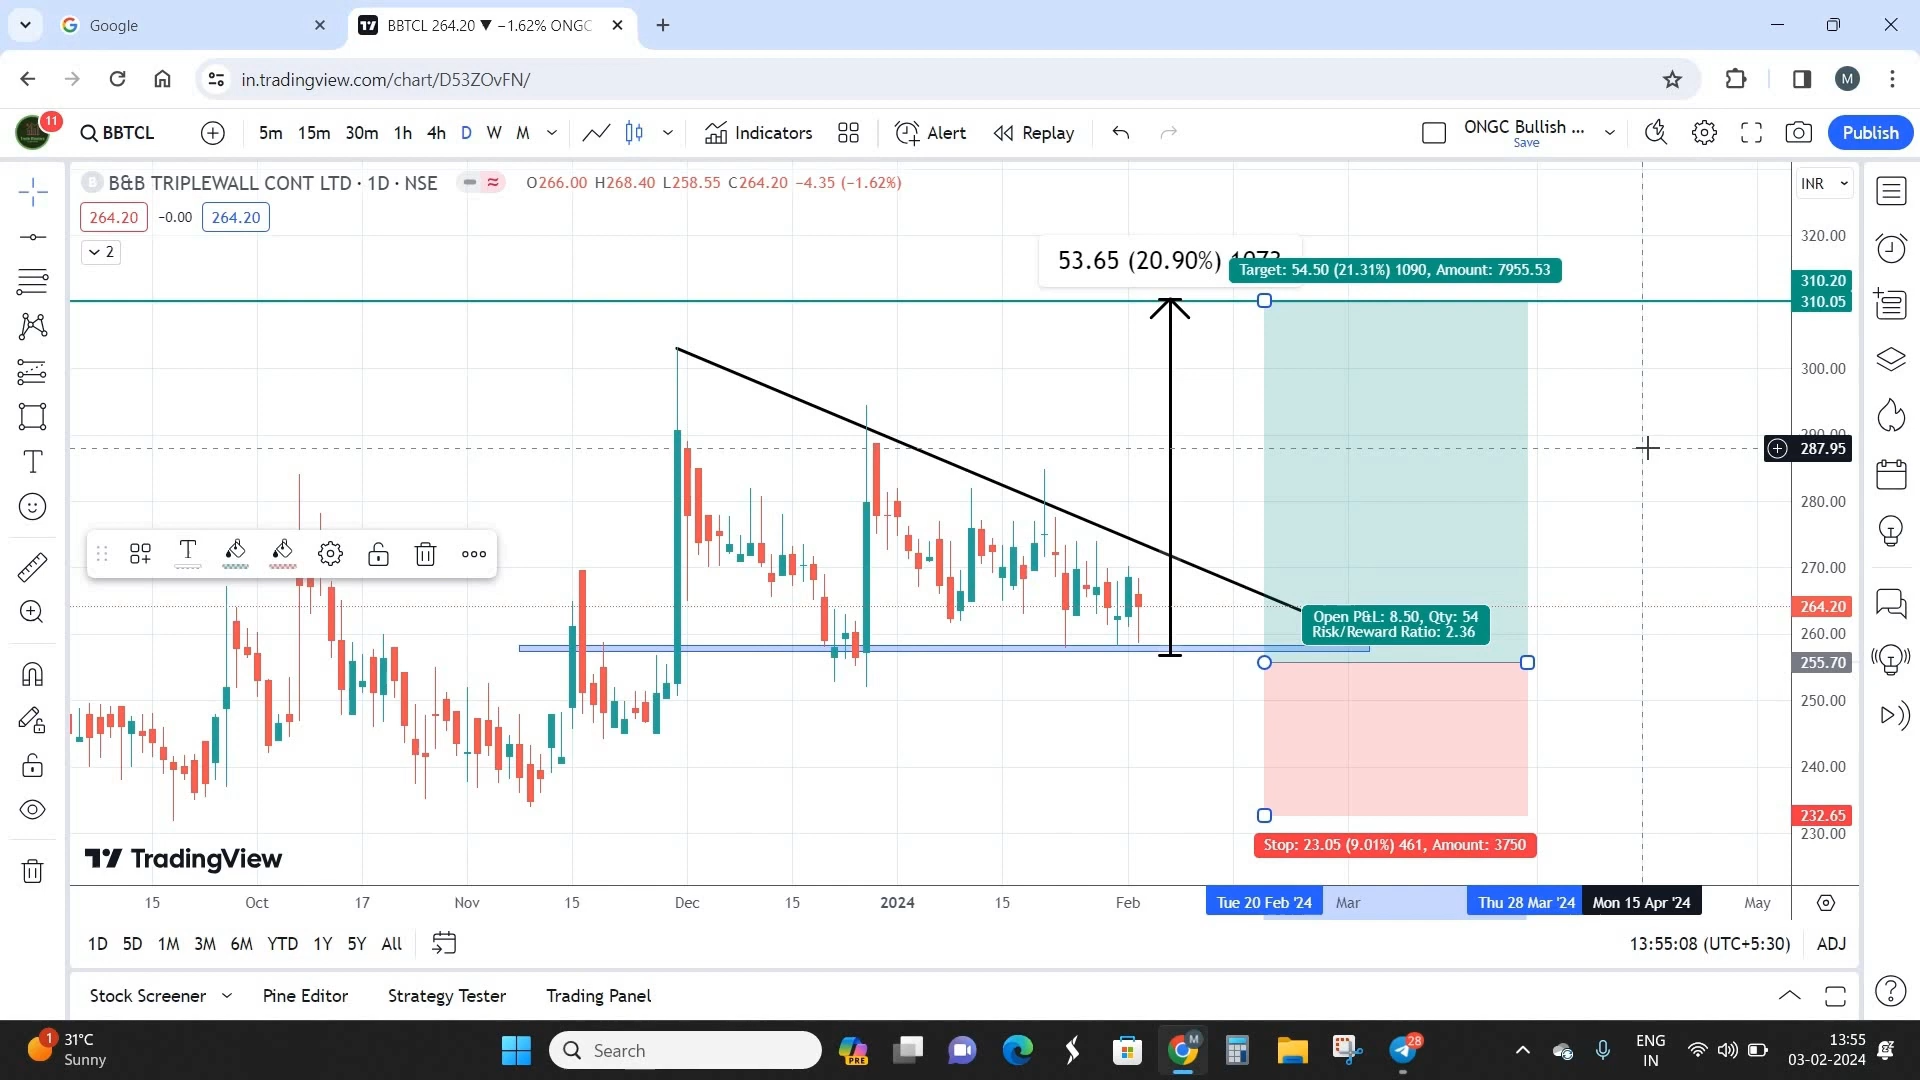 Google
BBTCL 264.20 ▼ −1.62% ONGC
in.tradingview.com/chart/D53ZOvFN/
M
11
BBTCL
5m 15m 30m 1h 4h D W M
Indicators
Alert
Replay
ONGC Bullish ...
Save
Publish
B&B TRIPLEWALL CONT LTD · 1D · NSE
O266.00 H268.40 L258.55 C264.20 −4.35 (−1.62%)
INR
264.20 −0.00 264.20
2
53.65 (20.90%) 1073
Target: 54.50 (21.31%) 1090, Amount: 7955.53
320.00
310.20
310.05
300.00
290.00
287.95
280.00
270.00
264.20
260.00
255.70
250.00
240.00
232.65
230.00
Open P&L: 8.50, Qty: 54
Risk/Reward Ratio: 2.36
Stop: 23.05 (9.01%) 461, Amount: 3750
TradingView
15 Oct 17 Nov 15 Dec 15 2024 15 Feb Tue 20 Feb '24 Mar Thu 28 Mar '24 Mon 15 Apr '24 May
1D 5D 1M 3M 6M YTD 1Y 5Y All
13:55:08 (UTC+5:30) ADJ
Stock Screener Pine Editor Strategy Tester Trading Panel
1
31°C
Sunny
Search
PRE
M
28
ENG
IN
13:55
03-02-2024